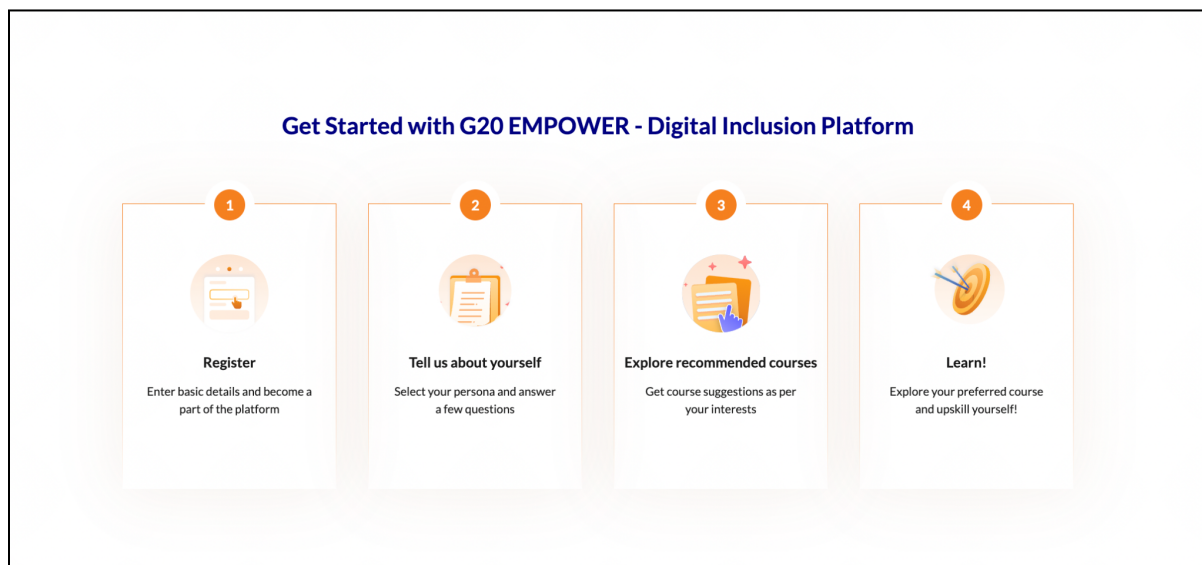 Get Started with G20 EMPOWER - Digital Inclusion Platform
1
Register
Enter basic details and become a
part of the platform
2
Tell us about yourself
Select your persona and answer
a few questions
3
Explore recommended courses
Get course suggestions as per
your interests
4
Learn!
Explore your preferred course
and upskill yourself!